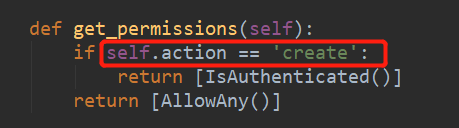 def get_permissions(self):
if self.action == 'create':
return [IsAuthenticated()]
return [AllowAny()]